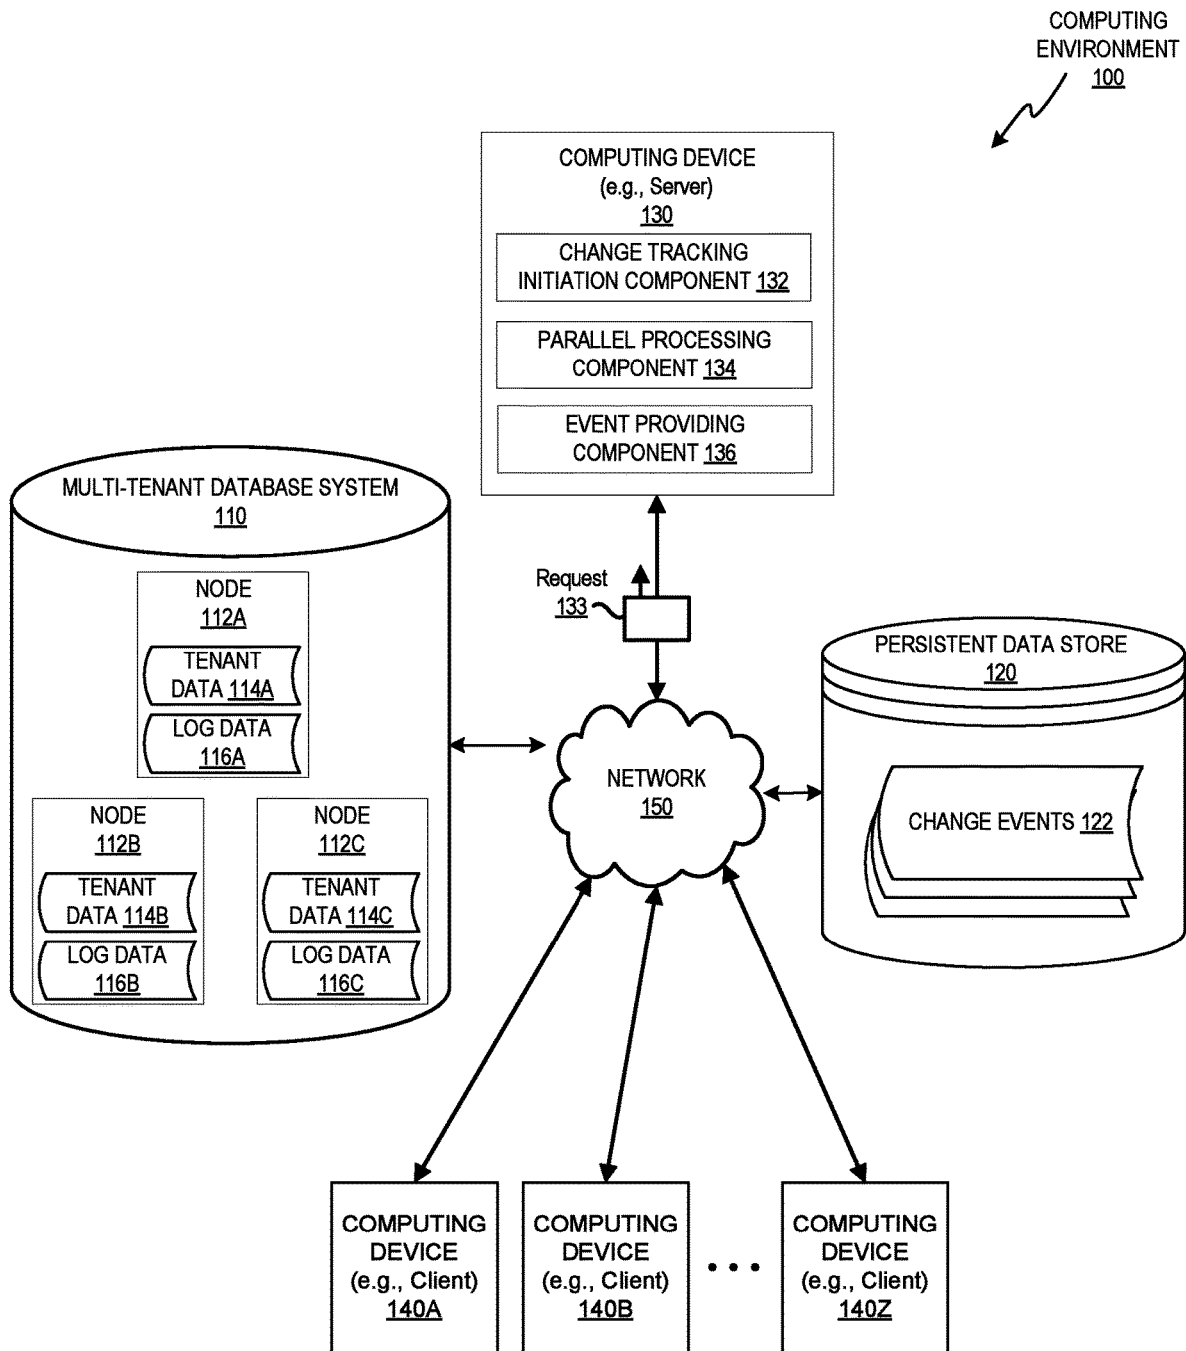 COMPUTING
ENVIRONMENT
100
COMPUTING DEVICE
(e.g., Server)
130
CHANGE TRACKING
INITIATION COMPONENT 132
PARALLEL PROCESSING
COMPONENT 134
EVENT PROVIDING
COMPONENT 136
MULTI-TENANT DATABASE SYSTEM
110
NODE
112A
TENANT
DATA 114A
LOG DATA
116A
NODE
112B
TENANT
DATA 114B
LOG DATA
116B
NODE
112C
TENANT
DATA 114C
LOG DATA
116C
Request
133
NETWORK
150
PERSISTENT DATA STORE
120
CHANGE EVENTS 122
COMPUTING
DEVICE
(e.g., Client)
140A
COMPUTING
DEVICE
(e.g., Client)
140B
COMPUTING
DEVICE
(e.g., Client)
140Z